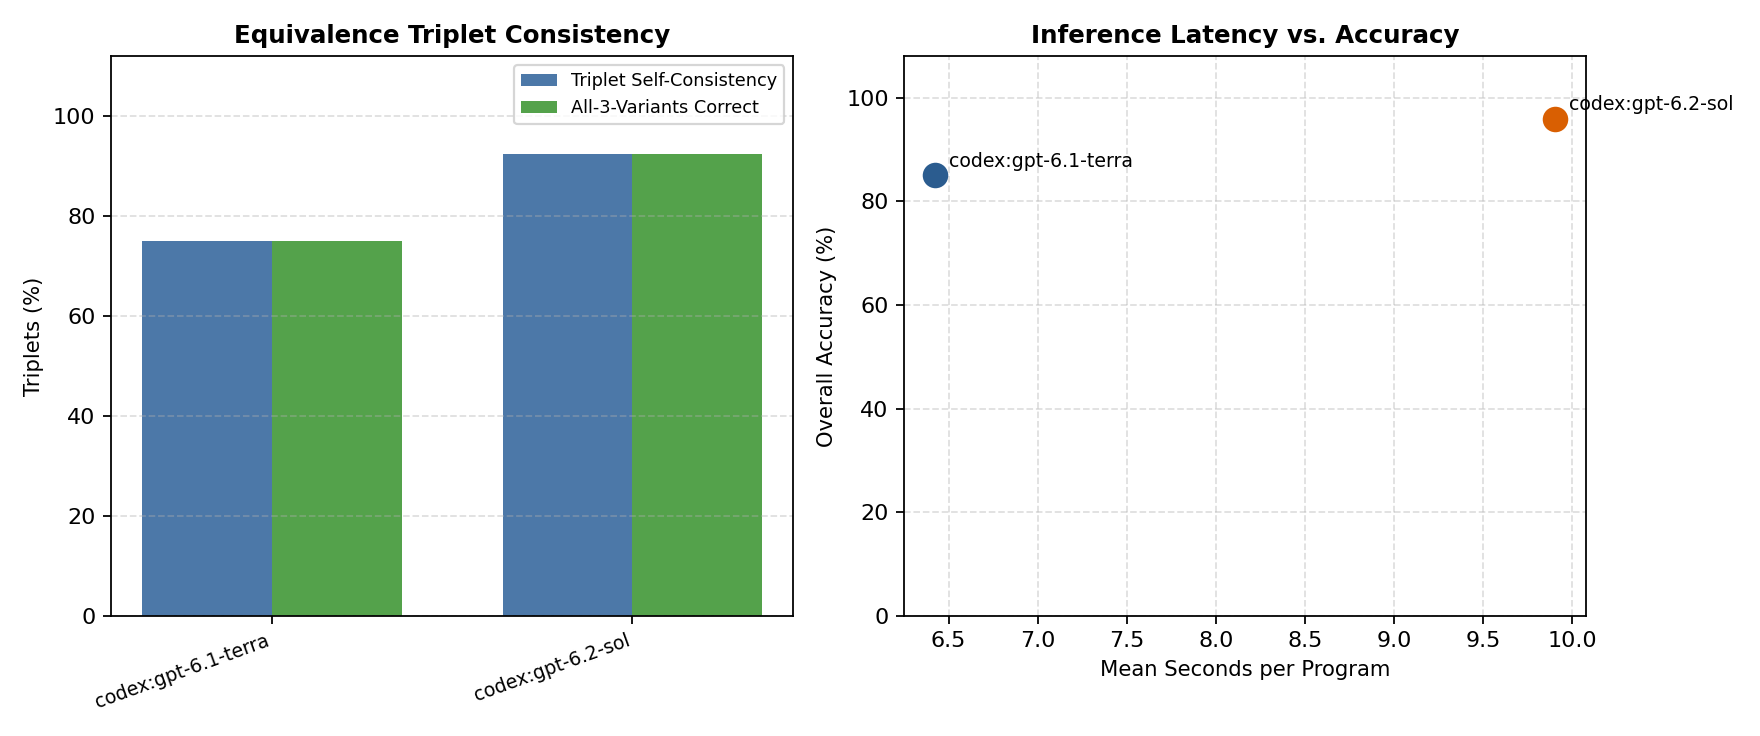 Equivalence Triplet Consistency
Triplet Self-Consistency
All-3-Variants Correct
Triplets (%)
100
80
60
40
20
0
codex:gpt-6.1-terra
codex:gpt-6.2-sol
Inference Latency vs. Accuracy
Overall Accuracy (%)
100
80
60
40
20
0
codex:gpt-6.2-sol
codex:gpt-6.1-terra
6.5 7.0 7.5 8.0 8.5 9.0 9.5 10.0
Mean Seconds per Program